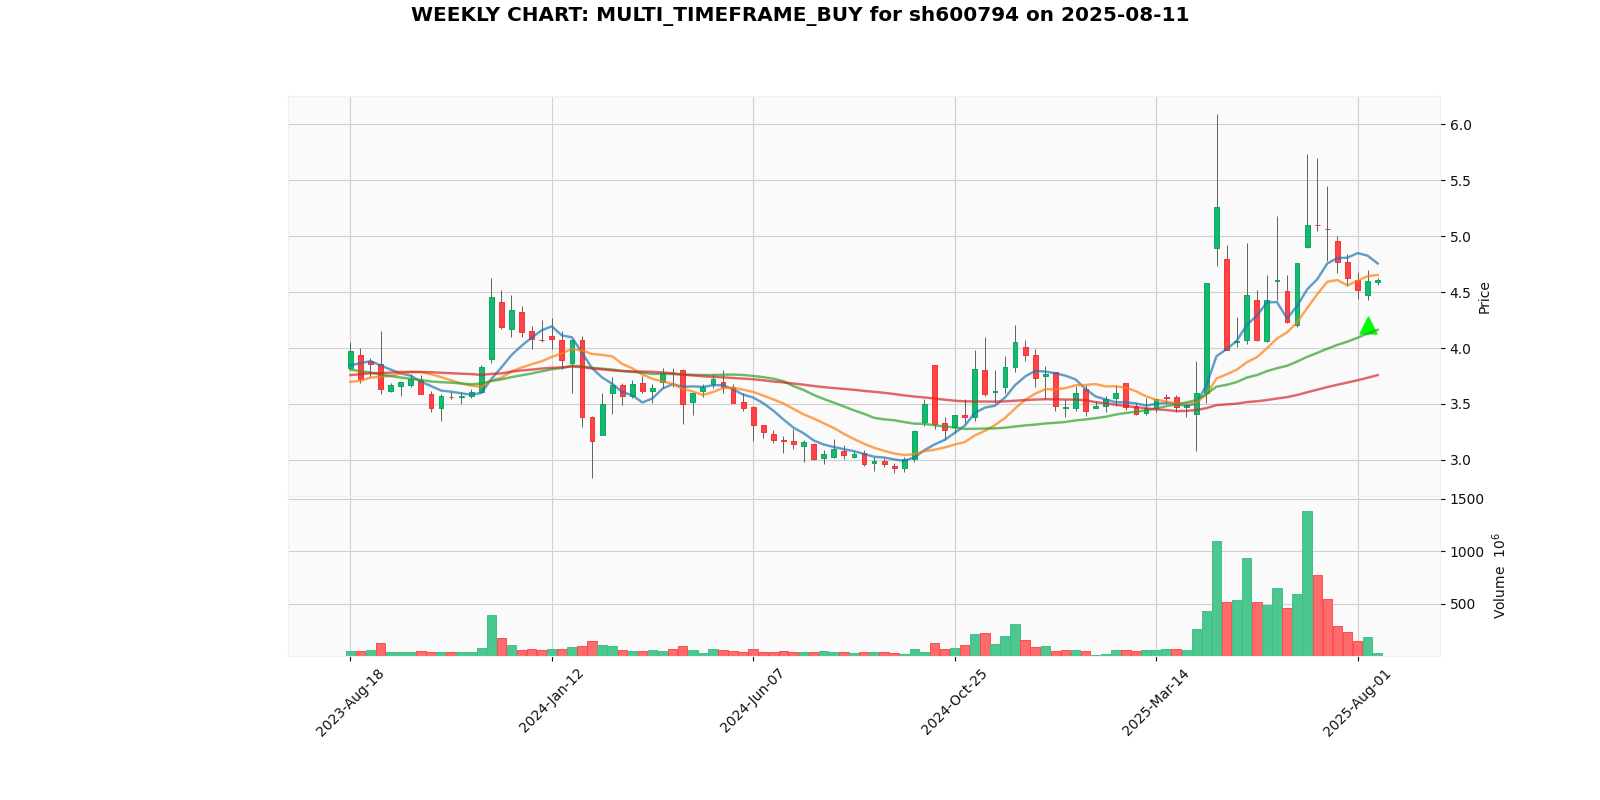 WEEKLY CHART: MULTI_TIMEFRAME_BUY for sh600794 on 2025-08-11
6.0
5.5
5.0
4.5
4.0
3.5
3.0
Price
1500
1000
500
Volume 10^6
2023-Aug-18
2024-Jan-12
2024-Jun-07
2024-Oct-25
2025-Mar-14
2025-Aug-01